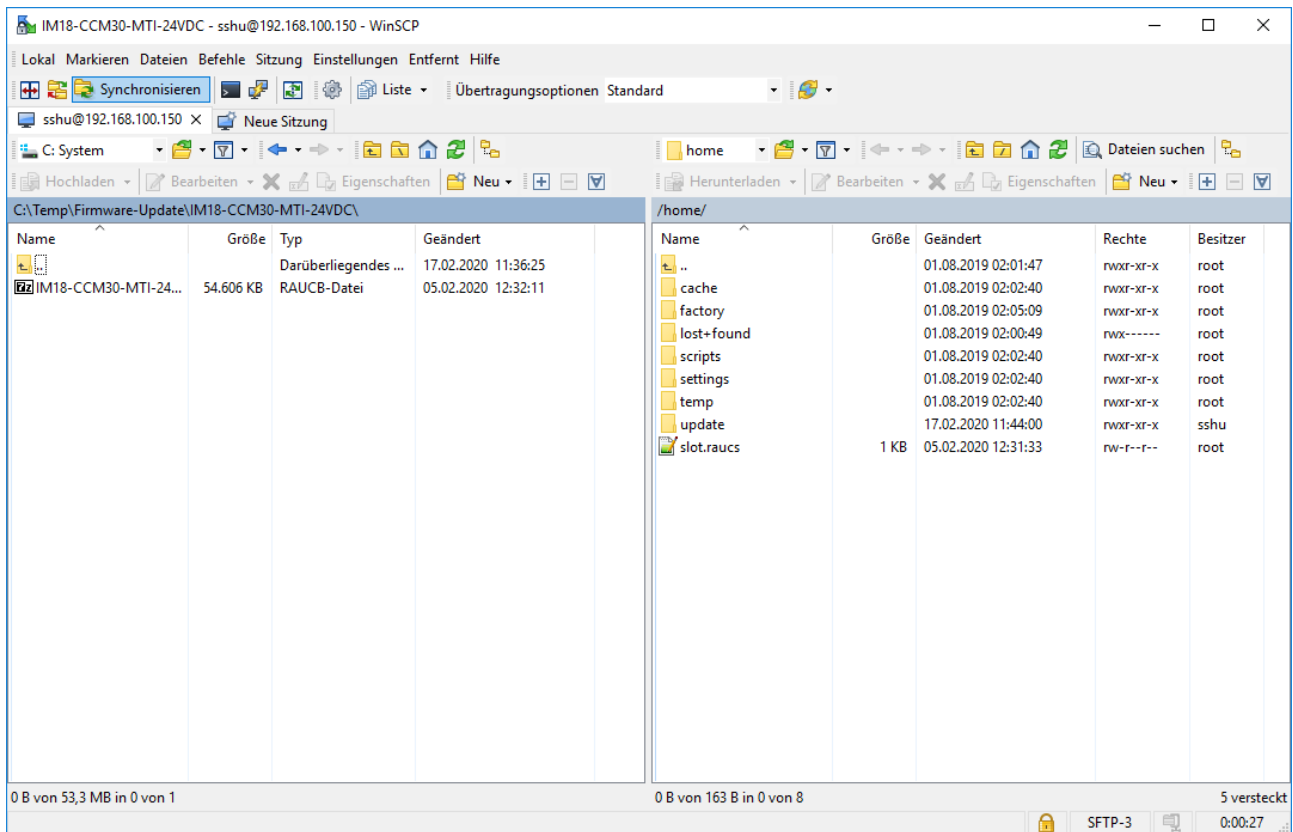 IM18-CCM30-MTI-24VDC - sshu@192.168.100.150 - WinSCP
Lokal Markieren Dateien Befehle Sitzung Einstellungen Entfernt Hilfe
Synchronisieren Liste Übertragungsoptionen Standard
sshu@192.168.100.150 × Neue Sitzung
C: System home Dateien suchen
Hochladen Bearbeiten Eigenschaften Neu Herunterladen Bearbeiten Eigenschaften Neu
C:\Temp\Firmware-Update\IM18-CCM30-MTI-24VDC\ /home/
Name Größe Typ Geändert Name Größe Geändert Rechte Besitzer
.. Darüberliegendes ... 17.02.2020 11:36:25 .. 01.08.2019 02:01:47 rwxr-xr-x root
IM18-CCM30-MTI-24... 54.606 KB RAUCB-Datei 05.02.2020 12:32:11 cache 01.08.2019 02:02:40 rwxr-xr-x root
factory 01.08.2019 02:05:09 rwxr-xr-x root
lost+found 01.08.2019 02:00:49 rwx------ root
scripts 01.08.2019 02:02:40 rwxr-xr-x root
settings 01.08.2019 02:02:40 rwxr-xr-x root
temp 01.08.2019 02:02:40 rwxr-xr-x root
update 17.02.2020 11:44:00 rwxr-xr-x sshu
slot.raucs 1 KB 05.02.2020 12:31:33 rw-r--r-- root
0 B von 53,3 MB in 0 von 1 0 B von 163 B in 0 von 8 5 versteckt
SFTP-3 0:00:27